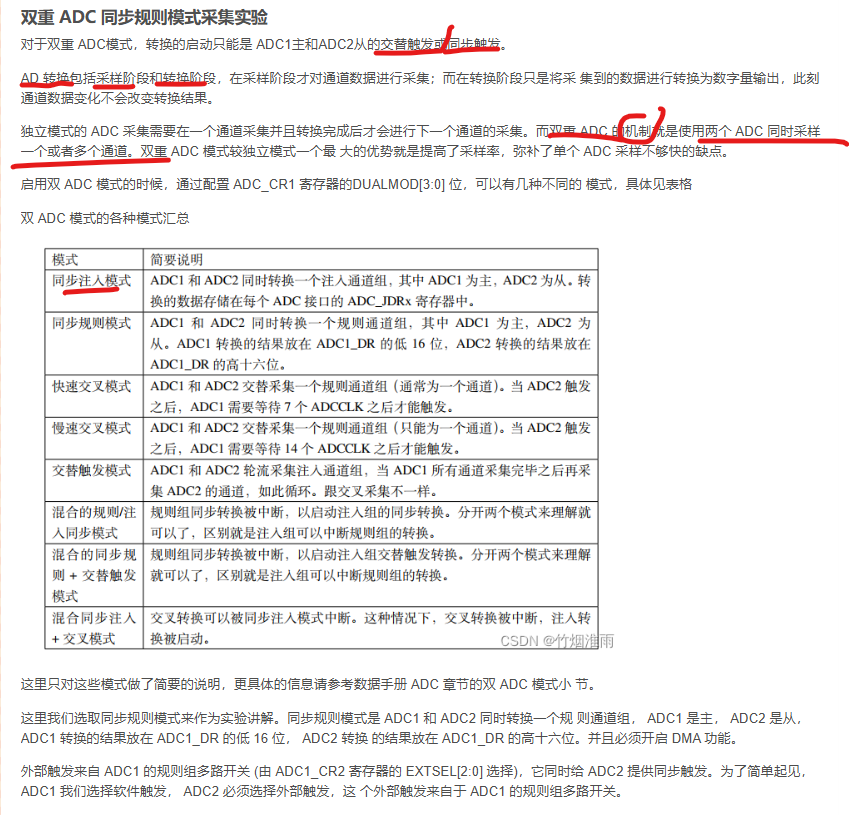 双重 ADC 同步规则模式采集实验
对于双重 ADC模式，转换的启动只能是 ADC1主和ADC2从的交替触发或同步触发。
AD 转换包括采样阶段和转换阶段，在采样阶段才对通道数据进行采集；而在转换阶段只是将采 集到的数据进行转换为数字量输出，此刻
通道数据变化不会改变转换结果。
独立模式的 ADC 采集需要在一个通道采集并且转换完成后才会进行下一个通道的采集。而双重 ADC 的机制就是使用两个 ADC 同时采样
一个或者多个通道。双重 ADC 模式较独立模式一个最 大的优势就是提高了采样率，弥补了单个 ADC 采样不够快的缺点。
启用双 ADC 模式的时候，通过配置 ADC_CR1 寄存器的DUALMOD[3:0] 位，可以有几种不同的 模式，具体见表格
双 ADC 模式的各种模式汇总
模式 简要说明
同步注入模式 ADC1 和 ADC2 同时转换一个注入通道组，其中 ADC1 为主，ADC2 为从。转
换的数据存储在每个 ADC 接口的 ADC_JDRx 寄存器中。
同步规则模式 ADC1 和 ADC2 同时转换一个规则通道组，其中 ADC1 为主，ADC2 为
从。ADC1 转换的结果放在 ADC1_DR 的低 16 位，ADC2 转换的结果放在
ADC1_DR 的高十六位。
快速交叉模式 ADC1 和 ADC2 交替采集一个规则通道组（通常为一个通道）。当 ADC2 触发
之后，ADC1 需要等待 7 个 ADCCLK 之后才能触发。
慢速交叉模式 ADC1 和 ADC2 交替采集一个规则通道组（只能为一个通道）。当 ADC2 触发
之后，ADC1 需要等待 14 个 ADCCLK 之后才能触发。
交替触发模式 ADC1 和 ADC2 轮流采集注入通道组，当 ADC1 所有通道采集完毕之后再采
集 ADC2 的通道，如此循环。跟交叉采集不一样。
混合的规则/注 规则组同步转换被中断，以启动注入组的同步转换。分开两个模式来理解就
入同步模式 可以了，区别就是注入组可以中断规则组的转换。
混合的同步规 规则组同步转换被中断，以启动注入组交替触发转换。分开两个模式来理解
则 + 交替触发 就可以了，区别就是注入组可以中断规则组的转换。
模式
混合同步注入 交叉转换可以被同步注入模式中断。这种情况下，交叉转换被中断，注入转
+ 交叉模式 换被启动。
CSDN @竹烟淮雨
这里只对这些模式做了简要的说明，更具体的信息请参考数据手册 ADC 章节的双 ADC 模式小 节。
这里我们选取同步规则模式来作为实验讲解。同步规则模式是 ADC1 和 ADC2 同时转换一个规 则通道组， ADC1 是主， ADC2 是从，
ADC1 转换的结果放在 ADC1_DR 的低 16 位， ADC2 转换 的结果放在 ADC1_DR 的高十六位。并且必须开启 DMA 功能。
外部触发来自 ADC1 的规则组多路开关 (由 ADC1_CR2 寄存器的 EXTSEL[2:0] 选择)，它同时给 ADC2 提供同步触发。为了简单起见，
ADC1 我们选择软件触发， ADC2 必须选择外部触发，这 个外部触发来自于 ADC1 的规则组多路开关。